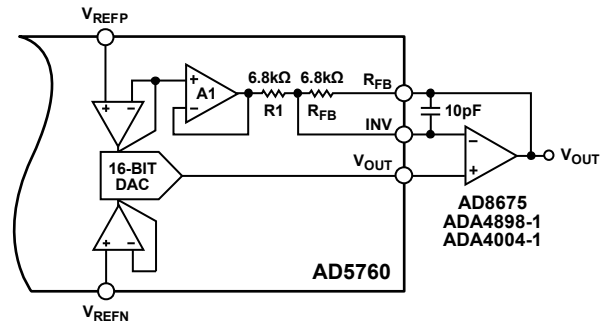 VREFP
6.8kΩ 6.8kΩ
RFB
A1
R1 RFB
10pF
INV
16-BIT
DAC
VOUT
VOUT
AD8675
ADA4898-1
ADA4004-1
AD5760
VREFN
+ −
+ −
+ −
− +